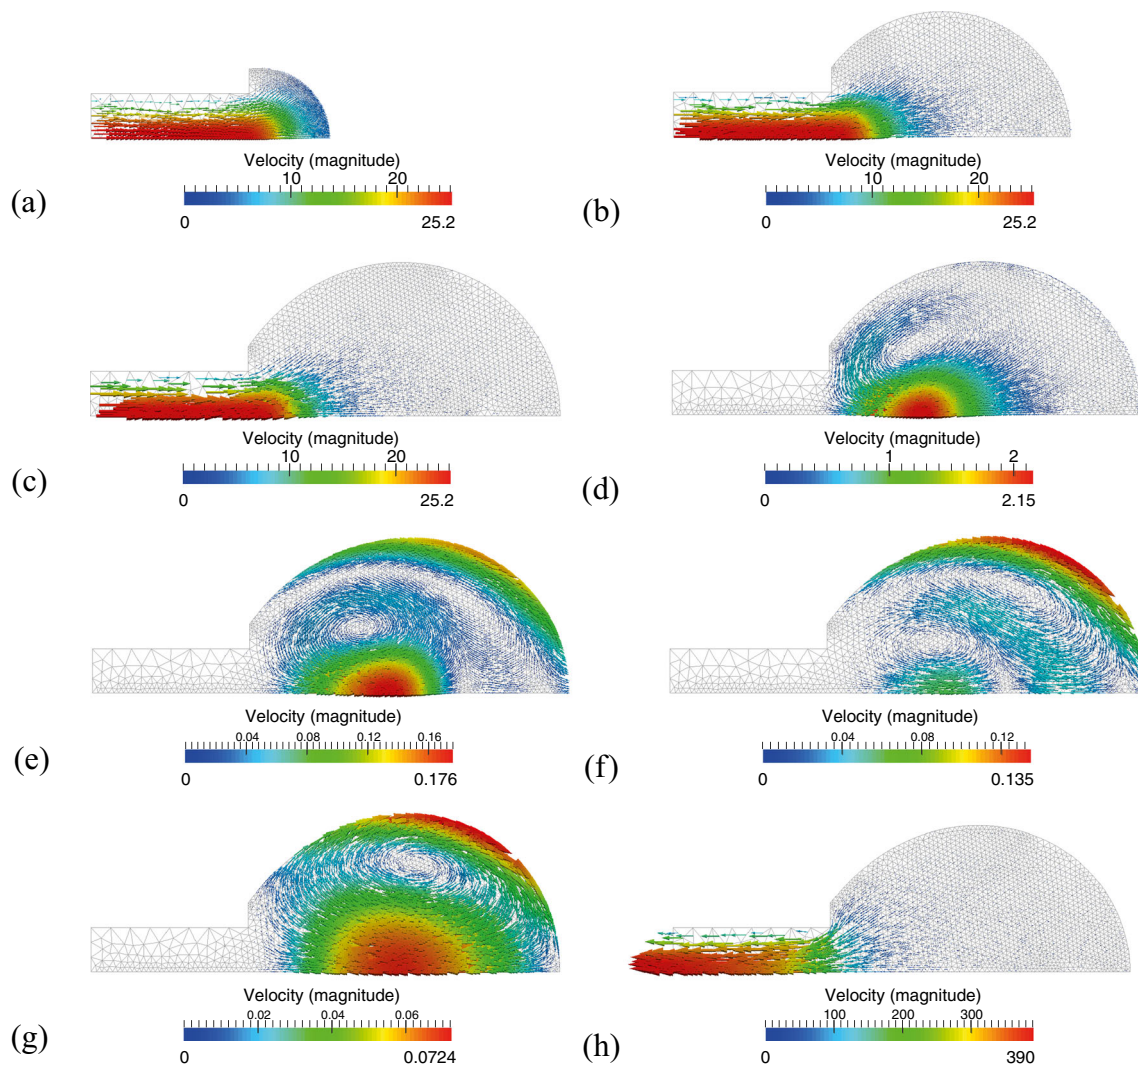 Velocity (magnitude)
10 20
(a)
0 25.2
Velocity (magnitude)
10 20
(b)
0 25.2
Velocity (magnitude)
10 20
(c)
0 25.2
Velocity (magnitude)
1 2
(d)
0 2.15
Velocity (magnitude)
0.04 0.08 0.12 0.16
(e)
0 0.176
Velocity (magnitude)
0.04 0.08 0.12
(f)
0 0.135
Velocity (magnitude)
0.02 0.04 0.06
(g)
0 0.0724
Velocity (magnitude)
100 200 300
(h)
0 390